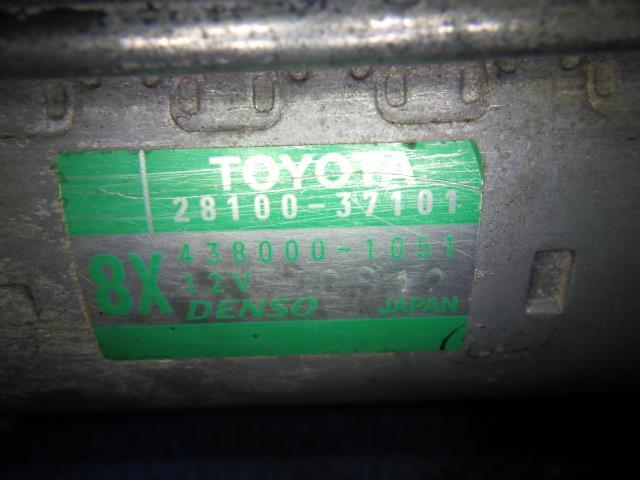 TOYOTA
28100-37101
438000-1051
8X
12V
DENSO JAPAN